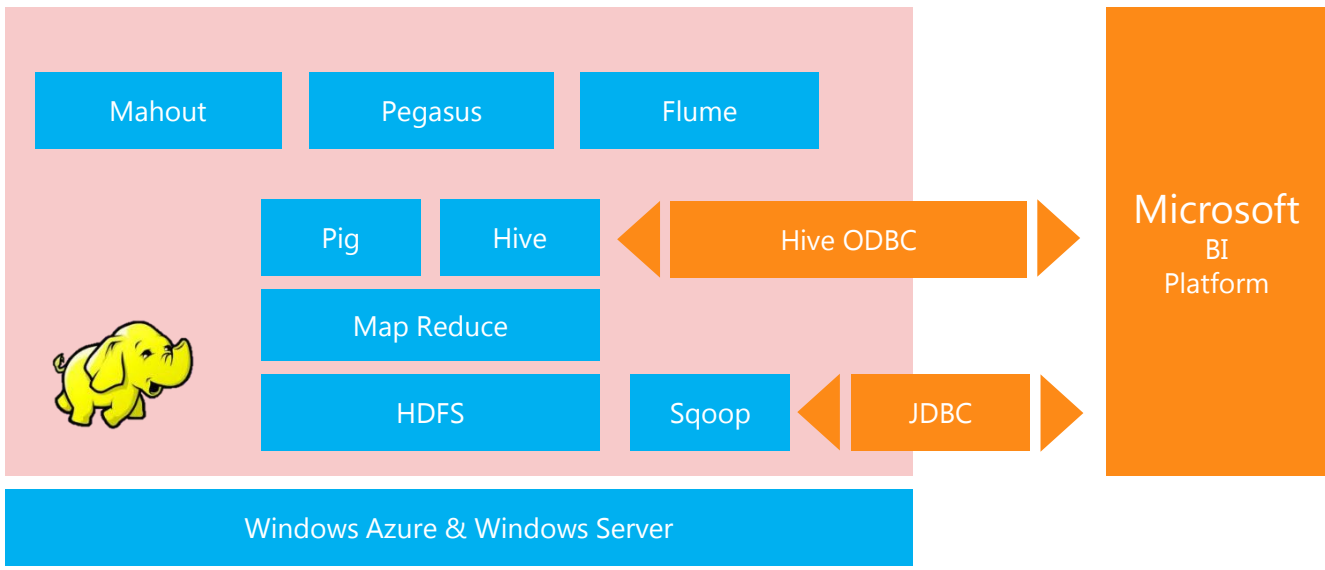 Mahout
Pegasus
Flume
Pig
Hive
Hive ODBC
Microsoft
BI
Platform
Map Reduce
HDFS
Sqoop
JDBC
Windows Azure & Windows Server